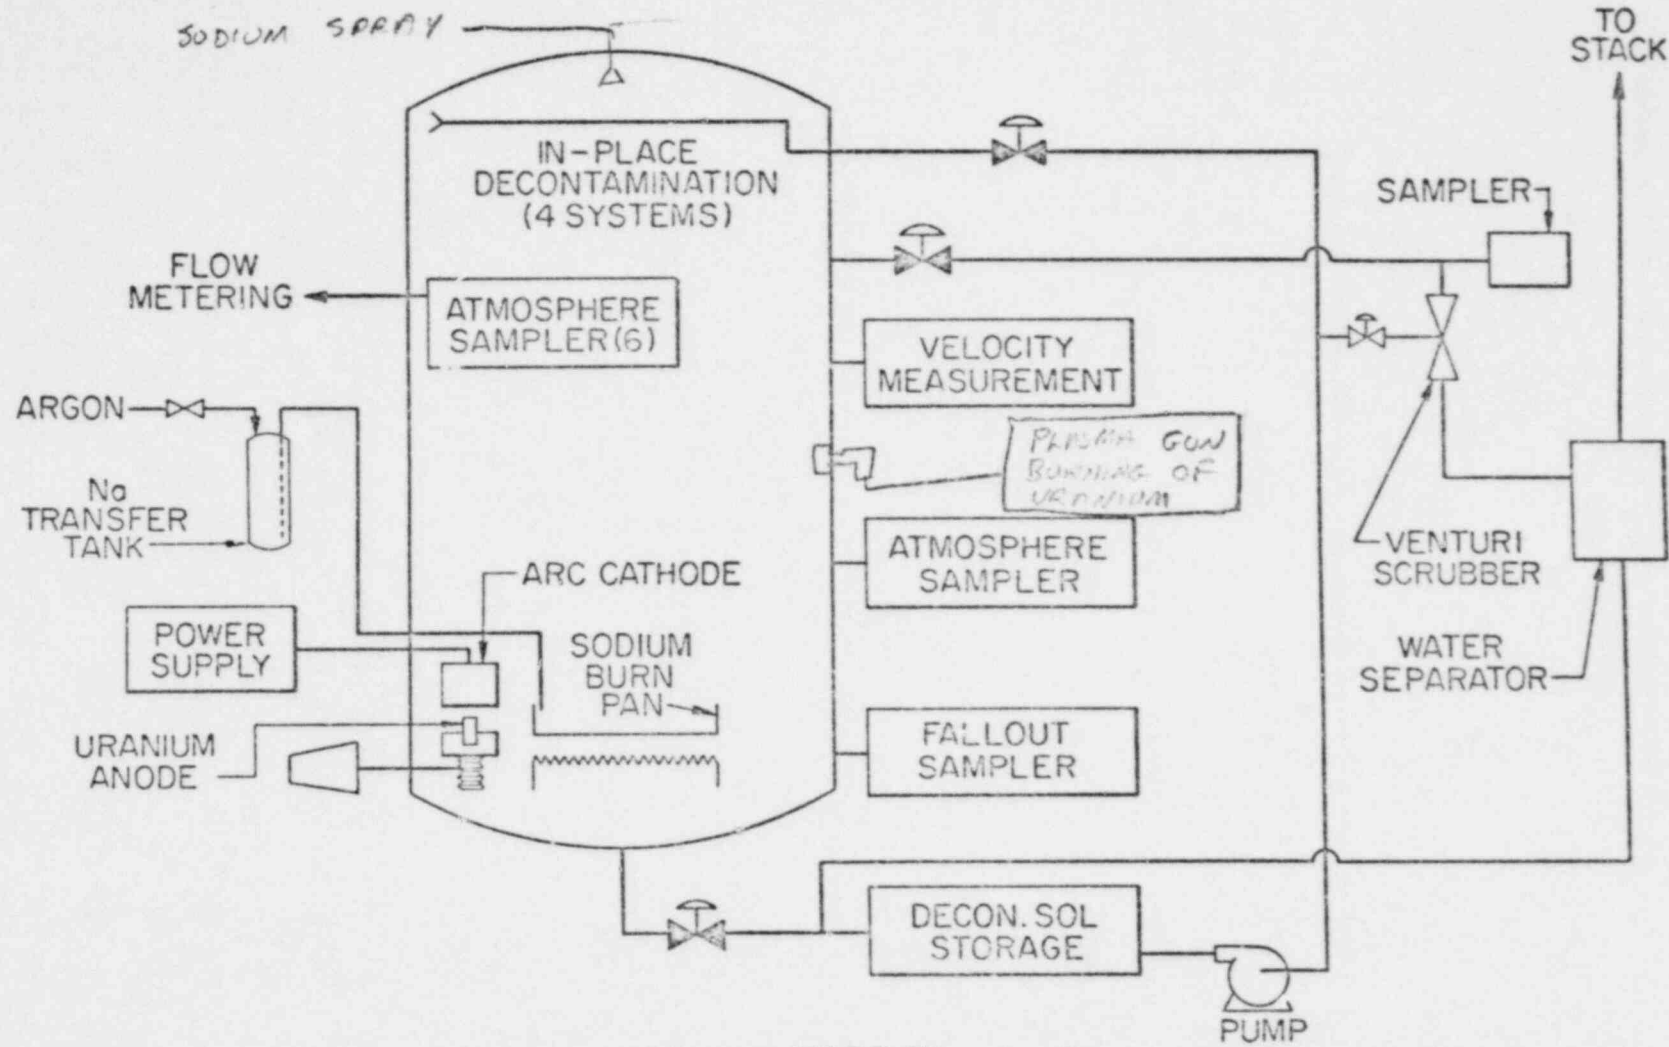 SODIUM SPRAY
TO
STACK
IN-PLACE
DECONTAMINATION
(4 SYSTEMS)
SAMPLER
FLOW
METERING
ATMOSPHERE
SAMPLER(6)
VELOCITY
MEASUREMENT
ARGON
PLASMA GUN
BURNING OF
URANIUM
Na
TRANSFER
TANK
ATMOSPHERE
SAMPLER
VENTURI
SCRUBBER
ARC CATHODE
POWER
SUPPLY
SODIUM
BURN
PAN
WATER
SEPARATOR
URANIUM
ANODE
FALLOUT
SAMPLER
DECON. SOL
STORAGE
PUMP